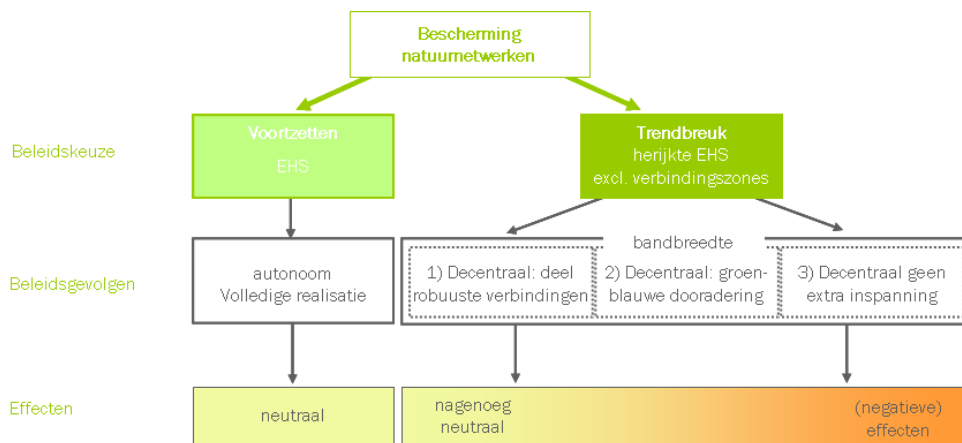 Bescherming
natuurnetwerken
Beleidskeuze
Voortzetten
EHS
Trendbreuk
herijkte EHS
excl. verbindingszones
Beleidsgevolgen
autonoom
Volledige realisatie
bandbreedte
1) Decentraal: deel
robuuste verbindingen
2) Decentraal: groen-
blauwe dooradering
3) Decentraal geen
extra inspanning
Effecten
neutraal
nagenoeg
neutraal
(negatieve)
effecten